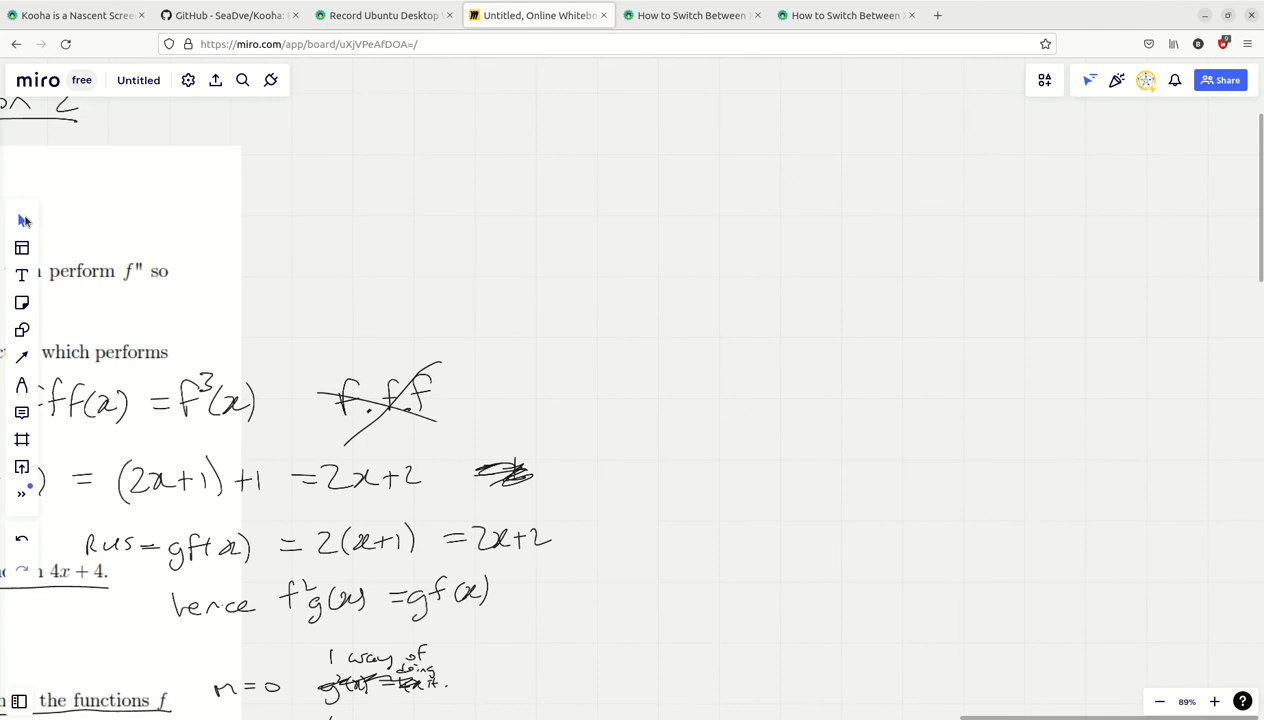 Kooha is a Nascent Scree
GitHub - SeaDve/Kooha: E
Record Ubuntu Desktop
Untitled, Online Whitebo
How to Switch Between
How to Switch Between
https://miro.com/app/board/uXjVPeAfDOA=/
miro free Untitled
Share
perform f" so
which performs
ff(x) = f³(x) f.f.f
) = (2x+1)+1 = 2x+2
RHS = gf(x) = 2(x+1) = 2x+2
4x + 4.
hence f²g(x) = gf(x)
1 way of
doing
it.
n = 0
the functions f
89%